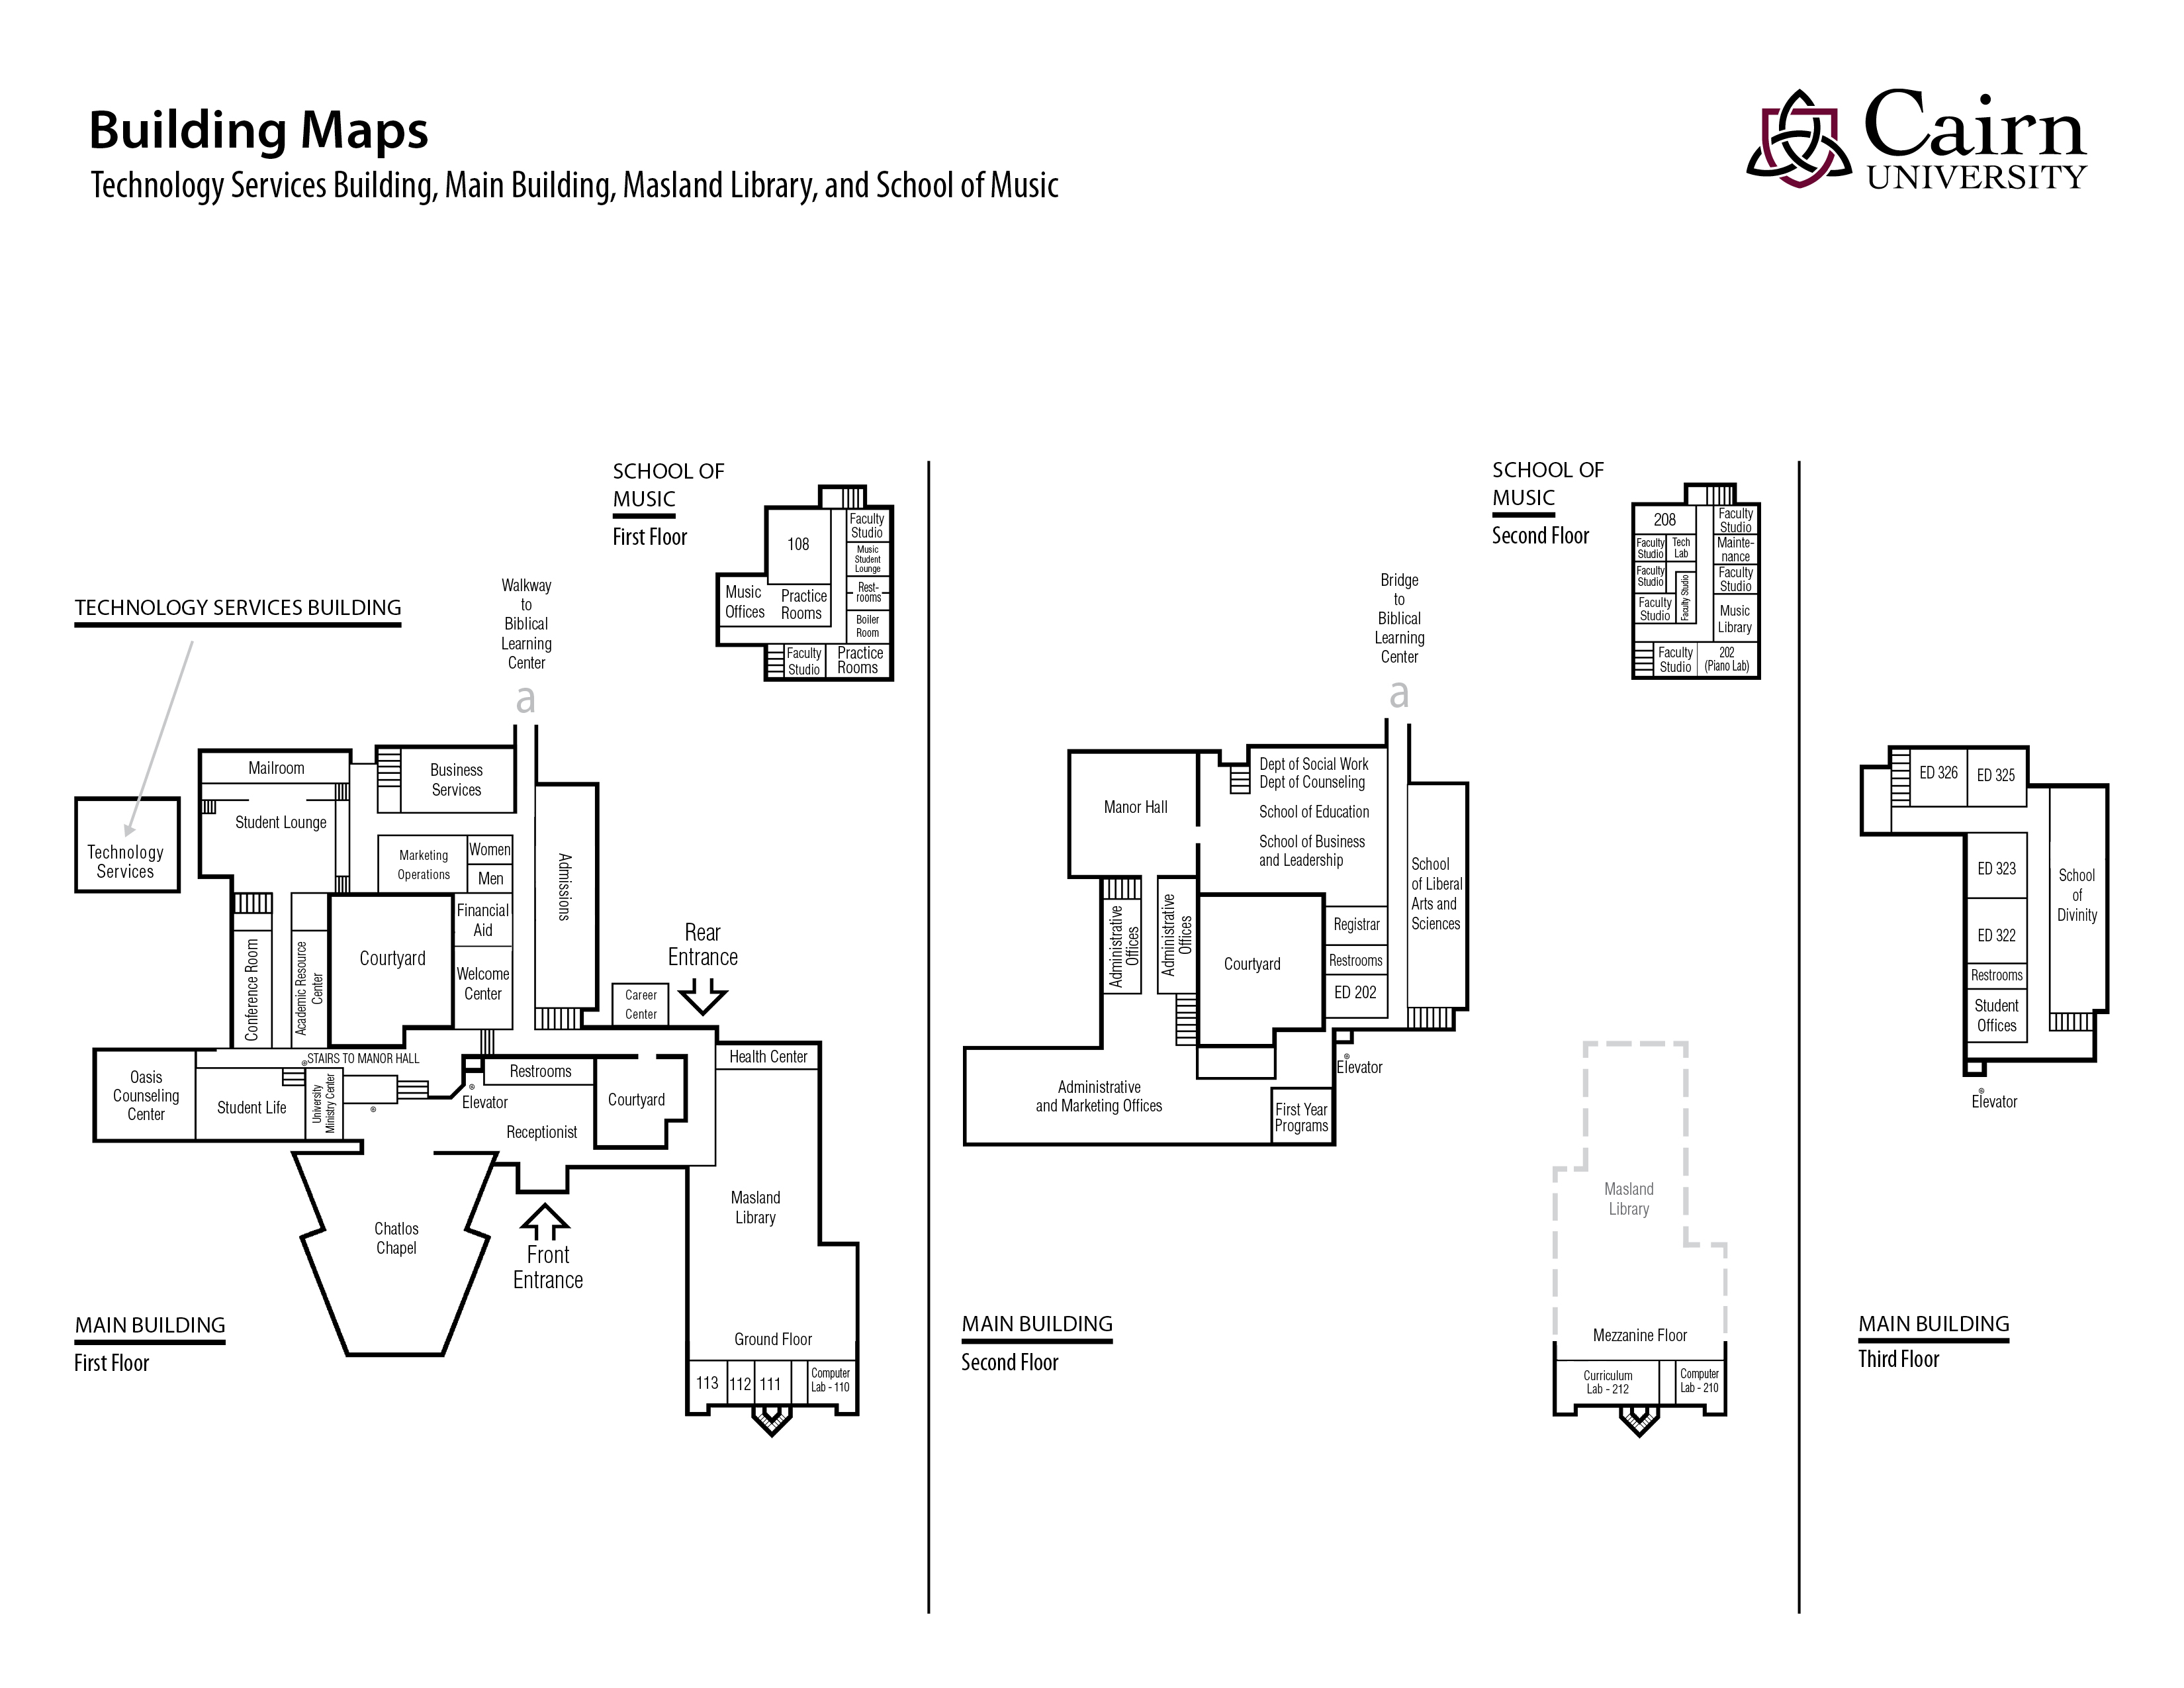 Building Maps
Technology Services Building, Main Building, Masland Library, and School of Music
Cairn
UNIVERSITY
SCHOOL OF
MUSIC
First Floor
108
Faculty
Studio
Music
Student
Lounge
Rest-
rooms
Boiler
Room
Music
Offices
Practice
Rooms
Faculty
Studio
Practice
Rooms
TECHNOLOGY SERVICES BUILDING
Technology
Services
Walkway
to
Biblical
Learning
Center
a
Mailroom
Student Lounge
Business
Services
Marketing
Operations
Women
Men
Admissions
Financial
Aid
Welcome
Center
Courtyard
Conference Room
Academic Resource
Center
Rear
Entrance
Career
Center
STAIRS TO MANOR HALL
Health Center
Oasis
Counseling
Center
Student Life
University
Ministry Center
Restrooms
Elevator
Courtyard
Receptionist
Chatlos
Chapel
Front
Entrance
Masland
Library
Ground Floor
113
112
111
Computer
Lab - 110
MAIN BUILDING
First Floor
SCHOOL OF
MUSIC
Second Floor
208
Faculty
Studio
Faculty
Studio
Tech
Lab
Mainte-
nance
Faculty
Studio
Faculty Studio
Faculty
Studio
Faculty
Studio
Music
Library
Faculty
Studio
202
(Piano Lab)
Bridge
to
Biblical
Learning
Center
a
Manor Hall
Dept of Social Work
Dept of Counseling
School of Education
School of Business
and Leadership
School
of Liberal
Arts and
Sciences
Administrative
Offices
Administrative
Offices
Courtyard
Registrar
Restrooms
ED 202
Elevator
Administrative
and Marketing Offices
First Year
Programs
Masland
Library
Mezzanine Floor
Curriculum
Lab - 212
Computer
Lab - 210
MAIN BUILDING
Second Floor
ED 326
ED 325
ED 323
ED 322
Restrooms
Student
Offices
School
of
Divinity
Elevator
MAIN BUILDING
Third Floor